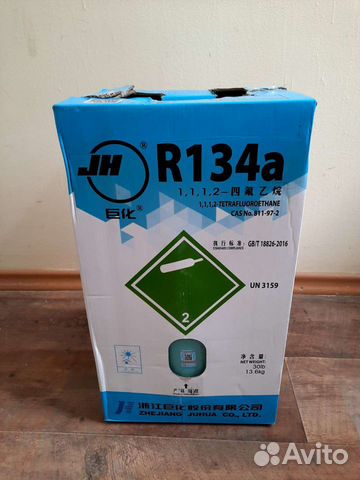 JH ®
R134a
巨化®
1,1,1,2-四氟乙烷
1,1,1,2-TETRAFLUOROETHANE
CAS No. 811-97-2
执行标准: GB/T 18826-2016
STANDARDS COMPLIANCE
UN 3159
2
净含量:
30lb
13.6kg
浙江巨化股份有限公司
ZHEJIANG JUHUA CO., LTD.
Avito